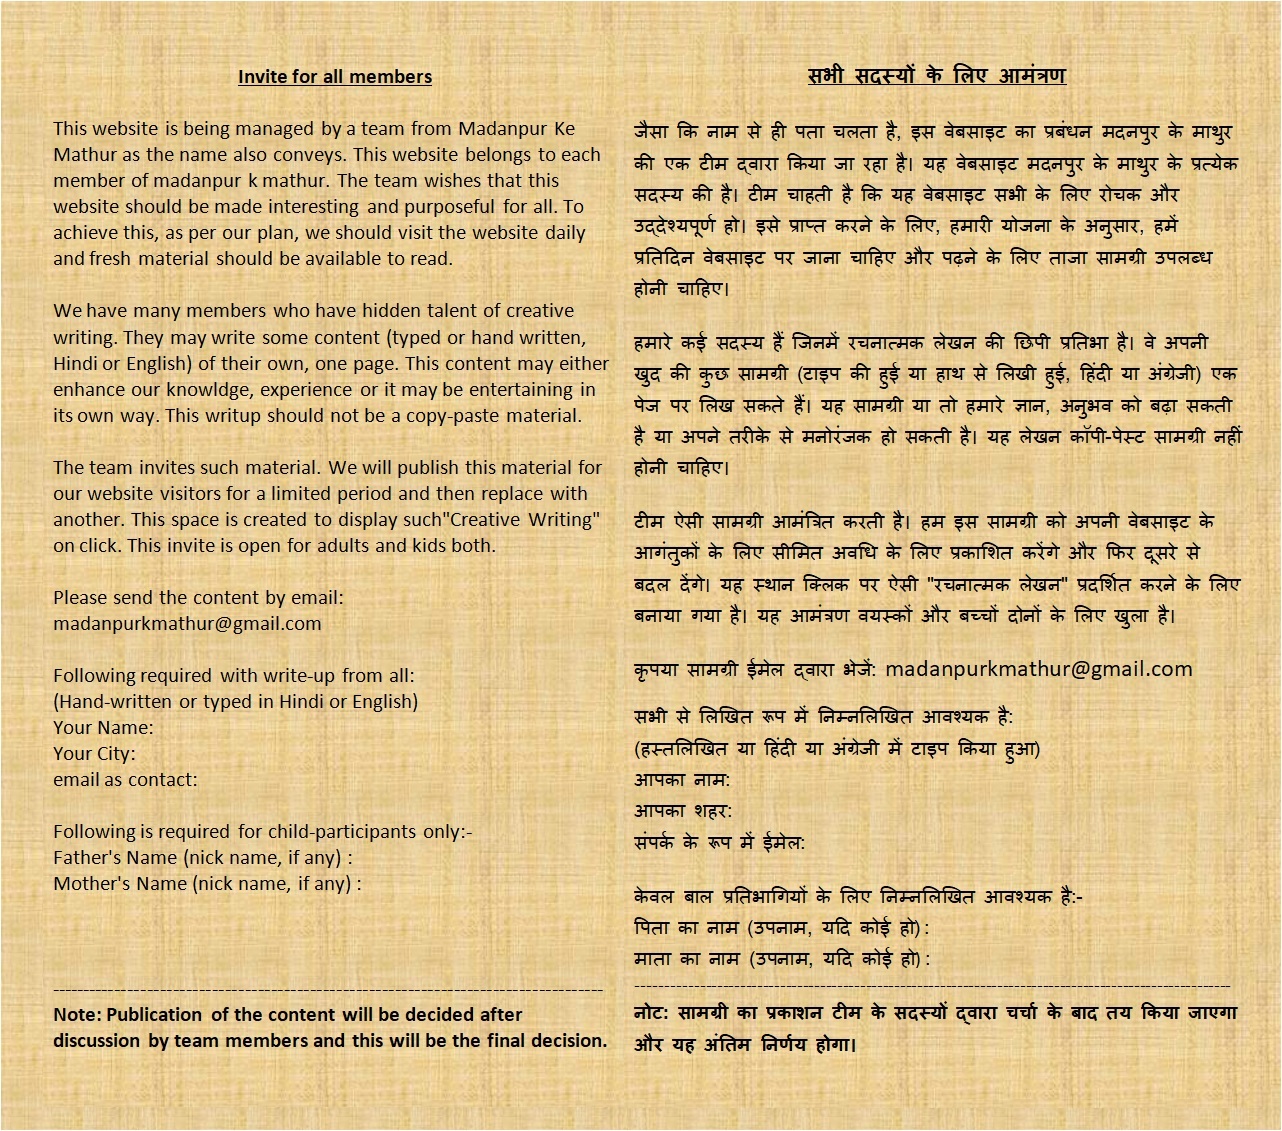 Invite for all members
This website is being managed by a team from Madanpur Ke
Mathur as the name also conveys. This website belongs to each
member of madanpur k mathur. The team wishes that this
website should be made interesting and purposeful for all. To
achieve this, as per our plan, we should visit the website daily
and fresh material should be available to read.
We have many members who have hidden talent of creative
writing. They may write some content (typed or hand written,
Hindi or English) of their own, one page. This content may either
enhance our knowldge, experience or it may be entertaining in
its own way. This writup should not be a copy-paste material.
The team invites such material. We will publish this material for
our website visitors for a limited period and then replace with
another. This space is created to display such"Creative Writing"
on click. This invite is open for adults and kids both.
Please send the content by email:
madanpurkmathur@gmail.com
Following required with write-up from all:
(Hand-written or typed in Hindi or English)
Your Name:
Your City:
email as contact:
Following is required for child-participants only:-
Father's Name (nick name, if any) :
Mother's Name (nick name, if any) :
Note: Publication of the content will be decided after
discussion by team members and this will be the final decision.
सभी सदस्यों के लिए आमंत्रण
जैसा कि नाम से ही पता चलता है, इस वेबसाइट का प्रबंधन मदनपुर के माथुर
की एक टीम द्वारा किया जा रहा है। यह वेबसाइट मदनपुर के माथुर के प्रत्येक
सदस्य की है। टीम चाहती है कि यह वेबसाइट सभी के लिए रोचक और
उद्देश्यपूर्ण हो। इसे प्राप्त करने के लिए, हमारी योजना के अनुसार, हमें
प्रतिदिन वेबसाइट पर जाना चाहिए और पढ़ने के लिए ताजा सामग्री उपलब्ध
होनी चाहिए।
हमारे कई सदस्य हैं जिनमें रचनात्मक लेखन की छिपी प्रतिभा है। वे अपनी
खुद की कुछ सामग्री (टाइप की हुई या हाथ से लिखी हुई, हिंदी या अंग्रेजी) एक
पेज पर लिख सकते हैं। यह सामग्री या तो हमारे ज्ञान, अनुभव को बढ़ा सकती
है या अपने तरीके से मनोरंजक हो सकती है। यह लेखन कॉपी-पेस्ट सामग्री नहीं
होनी चाहिए।
टीम ऐसी सामग्री आमंत्रित करती है। हम इस सामग्री को अपनी वेबसाइट के
आगंतुकों के लिए सीमित अवधि के लिए प्रकाशित करेंगे और फिर दूसरे से
बदल देंगे। यह स्थान क्लिक पर ऐसी "रचनात्मक लेखन" प्रदर्शित करने के लिए
बनाया गया है। यह आमंत्रण वयस्कों और बच्चों दोनों के लिए खुला है।
कृपया सामग्री ईमेल द्वारा भेजें: madanpurkmathur@gmail.com
सभी से लिखित रूप में निम्नलिखित आवश्यक है:
(हस्तलिखित या हिंदी या अंग्रेजी में टाइप किया हुआ)
आपका नाम:
आपका शहर:
संपर्क के रूप में ईमेल:
केवल बाल प्रतिभागियों के लिए निम्नलिखित आवश्यक है:-
पिता का नाम (उपनाम, यदि कोई हो) :
माता का नाम (उपनाम, यदि कोई हो) :
नोट: सामग्री का प्रकाशन टीम के सदस्यों द्वारा चर्चा के बाद तय किया जाएगा
और यह अंतिम निर्णय होगा।